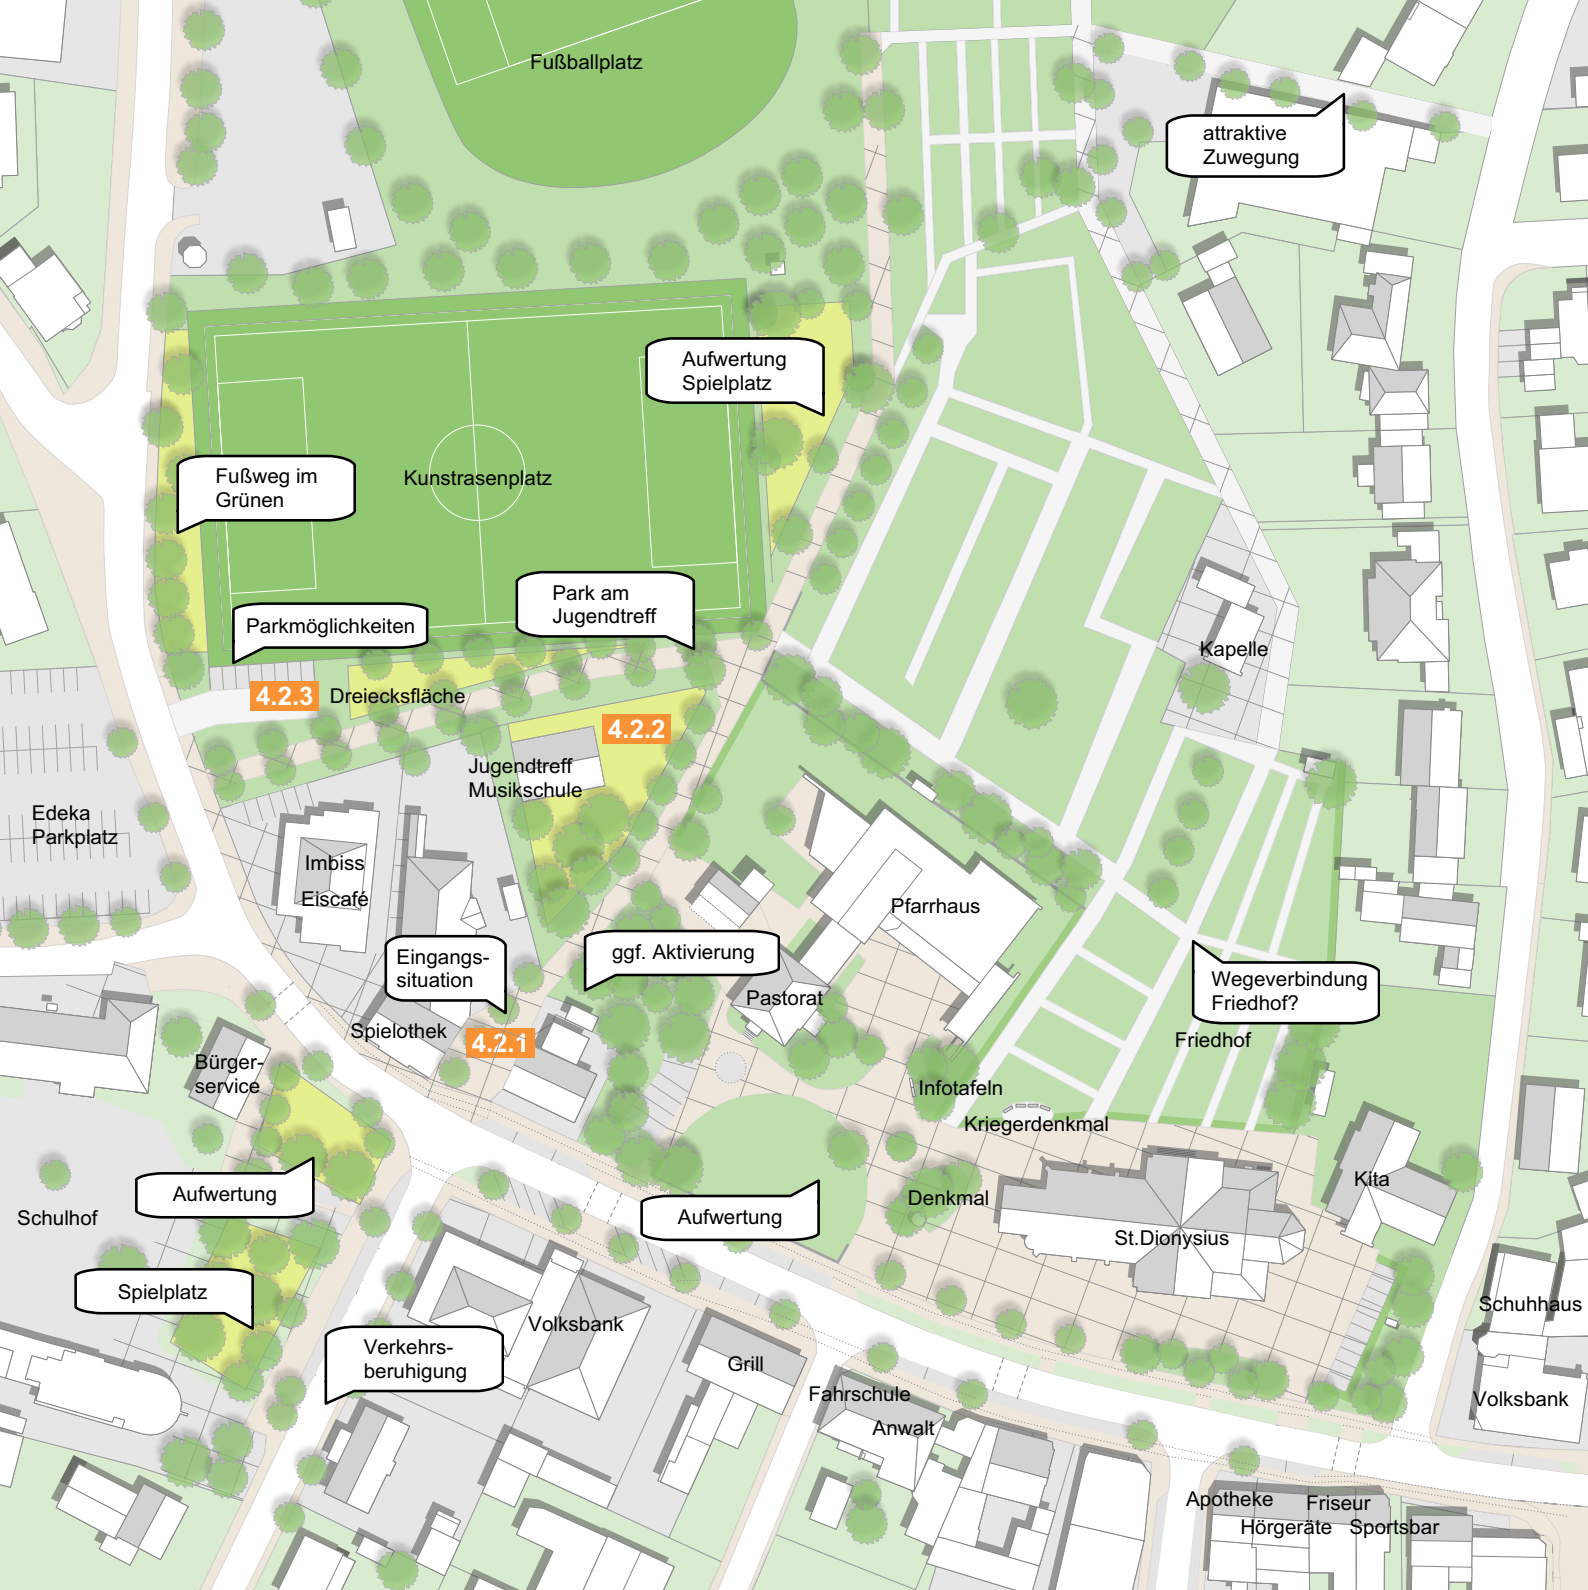 Fußballplatz
attraktive
Zuwegung
Aufwertung
Spielplatz
Fußweg im
Grünen
Kunstrasenplatz
Park am
Jugendtreff
Parkmöglichkeiten
Kapelle
4.2.3
Dreiecksfläche
4.2.2
Jugendtreff
Musikschule
Edeka
Parkplatz
Imbiss
Eiscafé
Pfarrhaus
Eingangs-
situation
ggf. Aktivierung
Pastorat
Wegeverbindung
Friedhof?
Spielothek
4.2.1
Friedhof
Bürger-
service
Infotafeln
Kriegerdenkmal
Aufwertung
Schulhof
Aufwertung
Denkmal
Kita
St.Dionysius
Spielplatz
Volksbank
Schuhhaus
Verkehrs-
beruhigung
Grill
Fahrschule
Anwalt
Volksbank
Apotheke
Friseur
Hörgeräte
Sportsbar